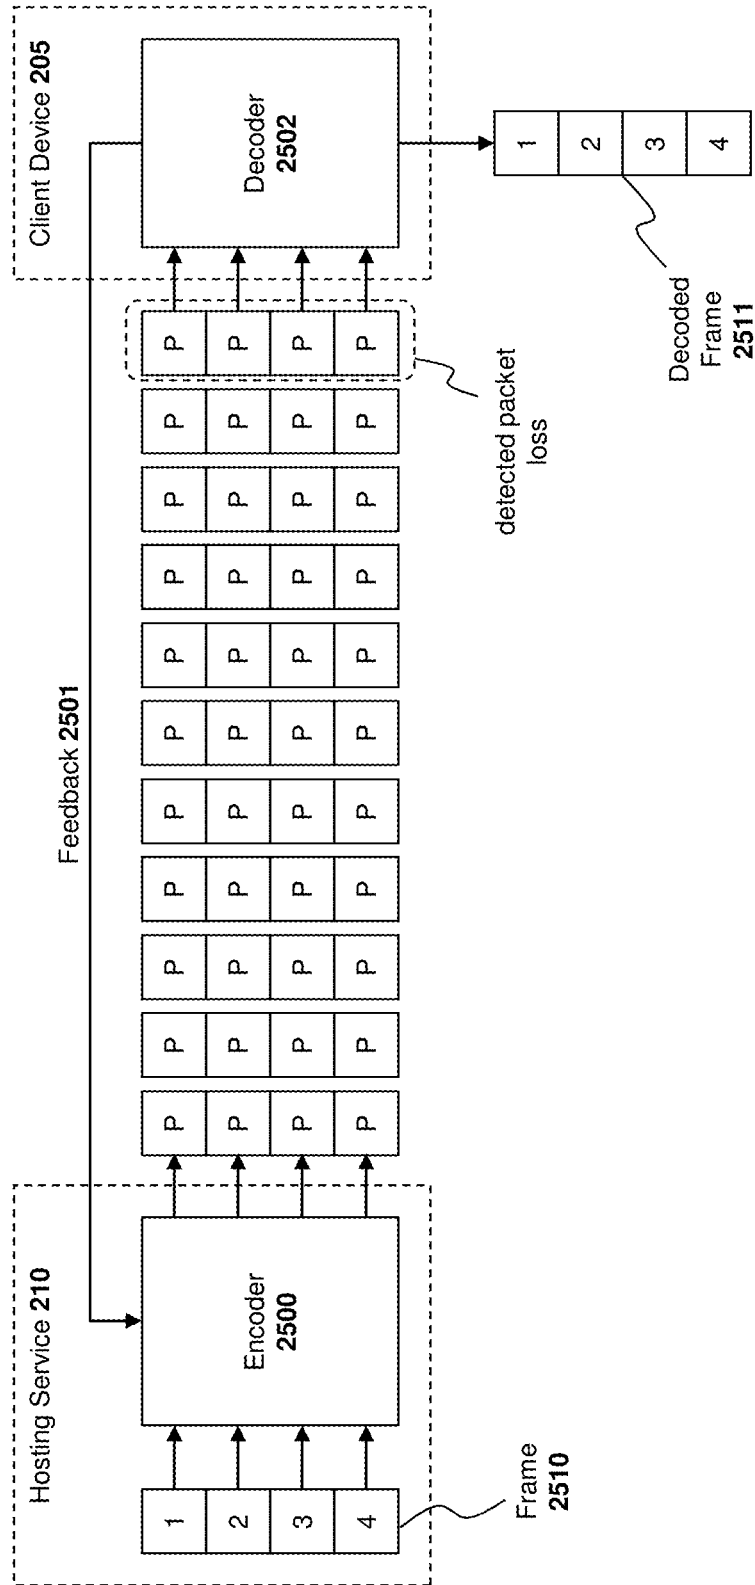 Hosting Service 210
Feedback 2501
Client Device 205
1
2
3
4
Encoder
2500
P P P P P P P P P P P
P P P P P P P P P P P
P P P P P P P P P P P
P P P P P P P P P P P
Decoder
2502
Frame
2510
detected packet
loss
1
2
3
4
Decoded
Frame
2511